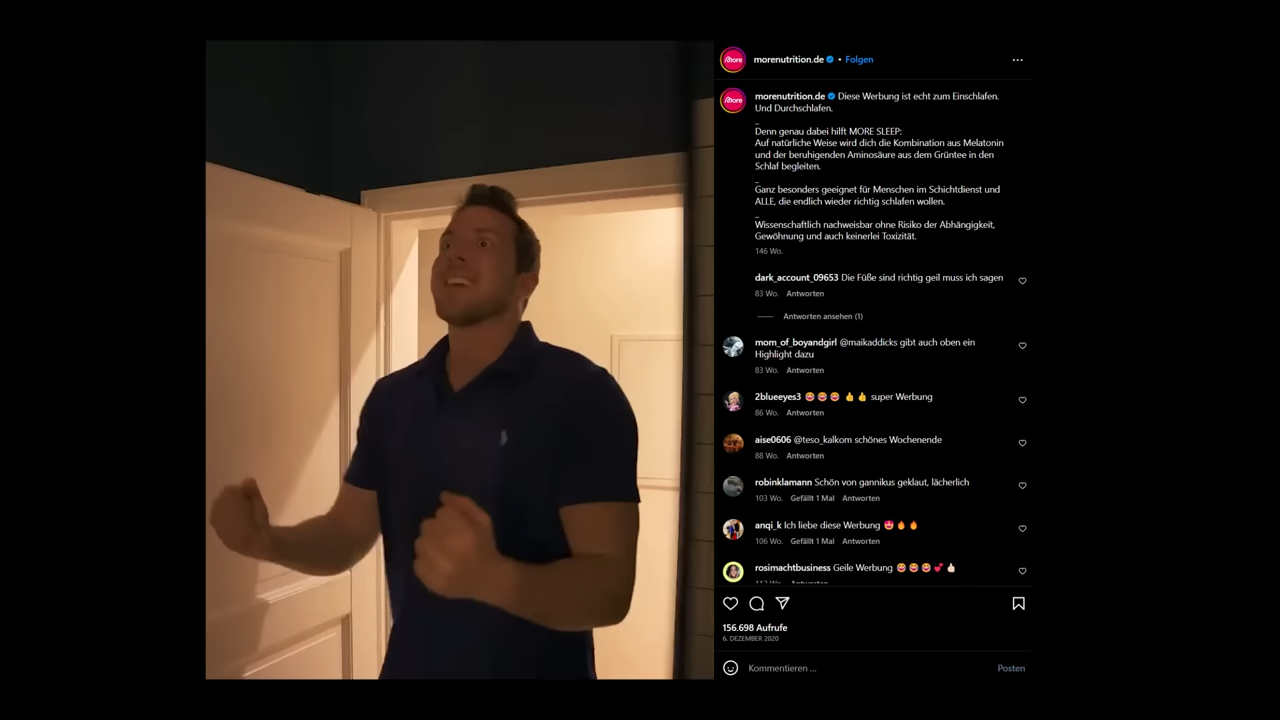 More
morenutrition.de • Folgen
More
morenutrition.de Diese Werbung ist echt zum Einschlafen.
Und Durchschlafen.
_
Denn genau dabei hilft MORE SLEEP:
Auf natürliche Weise wird dich die Kombination aus Melatonin
und der beruhigenden Aminosäure aus dem Grüntee in den
Schlaf begleiten.
_
Ganz besonders geeignet für Menschen im Schichtdienst und
ALLE, die endlich wieder richtig schlafen wollen.
_
Wissenschaftlich nachweisbar ohne Risiko der Abhängigkeit,
Gewöhnung und auch keinerlei Toxizität.
146 Wo.
dark_account_09653 Die Füße sind richtig geil muss ich sagen
83 Wo. Antworten
Antworten ansehen (1)
mom_of_boyandgirl @maikaddicks gibt auch oben ein
Highlight dazu
83 Wo. Antworten
2blueeyes3 😂😂😂 👍👍 super Werbung
86 Wo. Antworten
aise0606 @teso_kalkom schönes Wochenende
88 Wo. Antworten
robinklamann Schön von gannikus geklaut, lächerlich
103 Wo. Gefällt 1 Mal Antworten
anqi_k Ich liebe diese Werbung 😍🔥🔥
106 Wo. Gefällt 1 Mal Antworten
rosimachtbusiness Geile Werbung 😂😂😂💕👍🏻
Antworten
156.698 Aufrufe
6. DEZEMBER 2020
Kommentieren ...
Posten